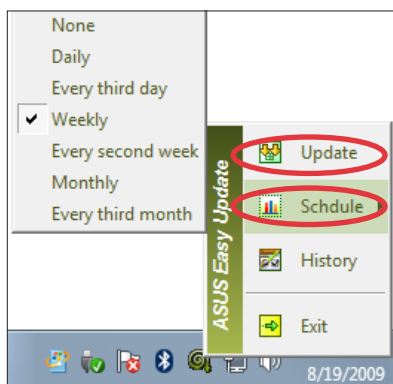 None
Daily
Every third day
Weekly
Every second week
Monthly
Every third month
ASUS Easy Update
Update
Schdule
History
Exit
8/19/2009